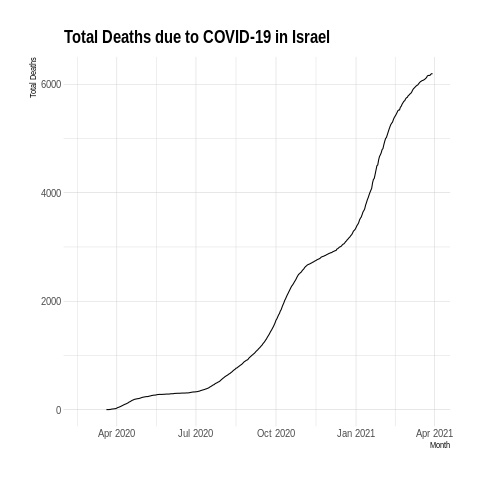 Total Deaths due to COVID-19 in Israel
Total Deaths
6000
4000
2000
0
Apr 2020 Jul 2020 Oct 2020 Jan 2021 Apr 2021
Month